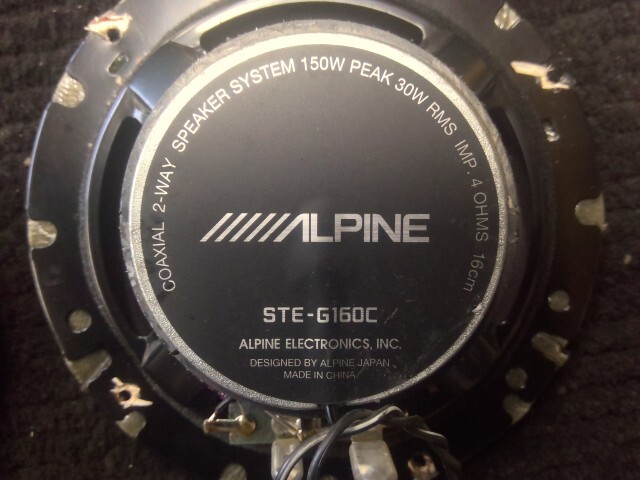 COAXIAL 2-WAY SPEAKER SYSTEM 150W PEAK 30W RMS IMP. 4 OHMS 16cm
ALPINE
STE-G160C
ALPINE ELECTRONICS, INC.
DESIGNED BY ALPINE JAPAN
MADE IN CHINA